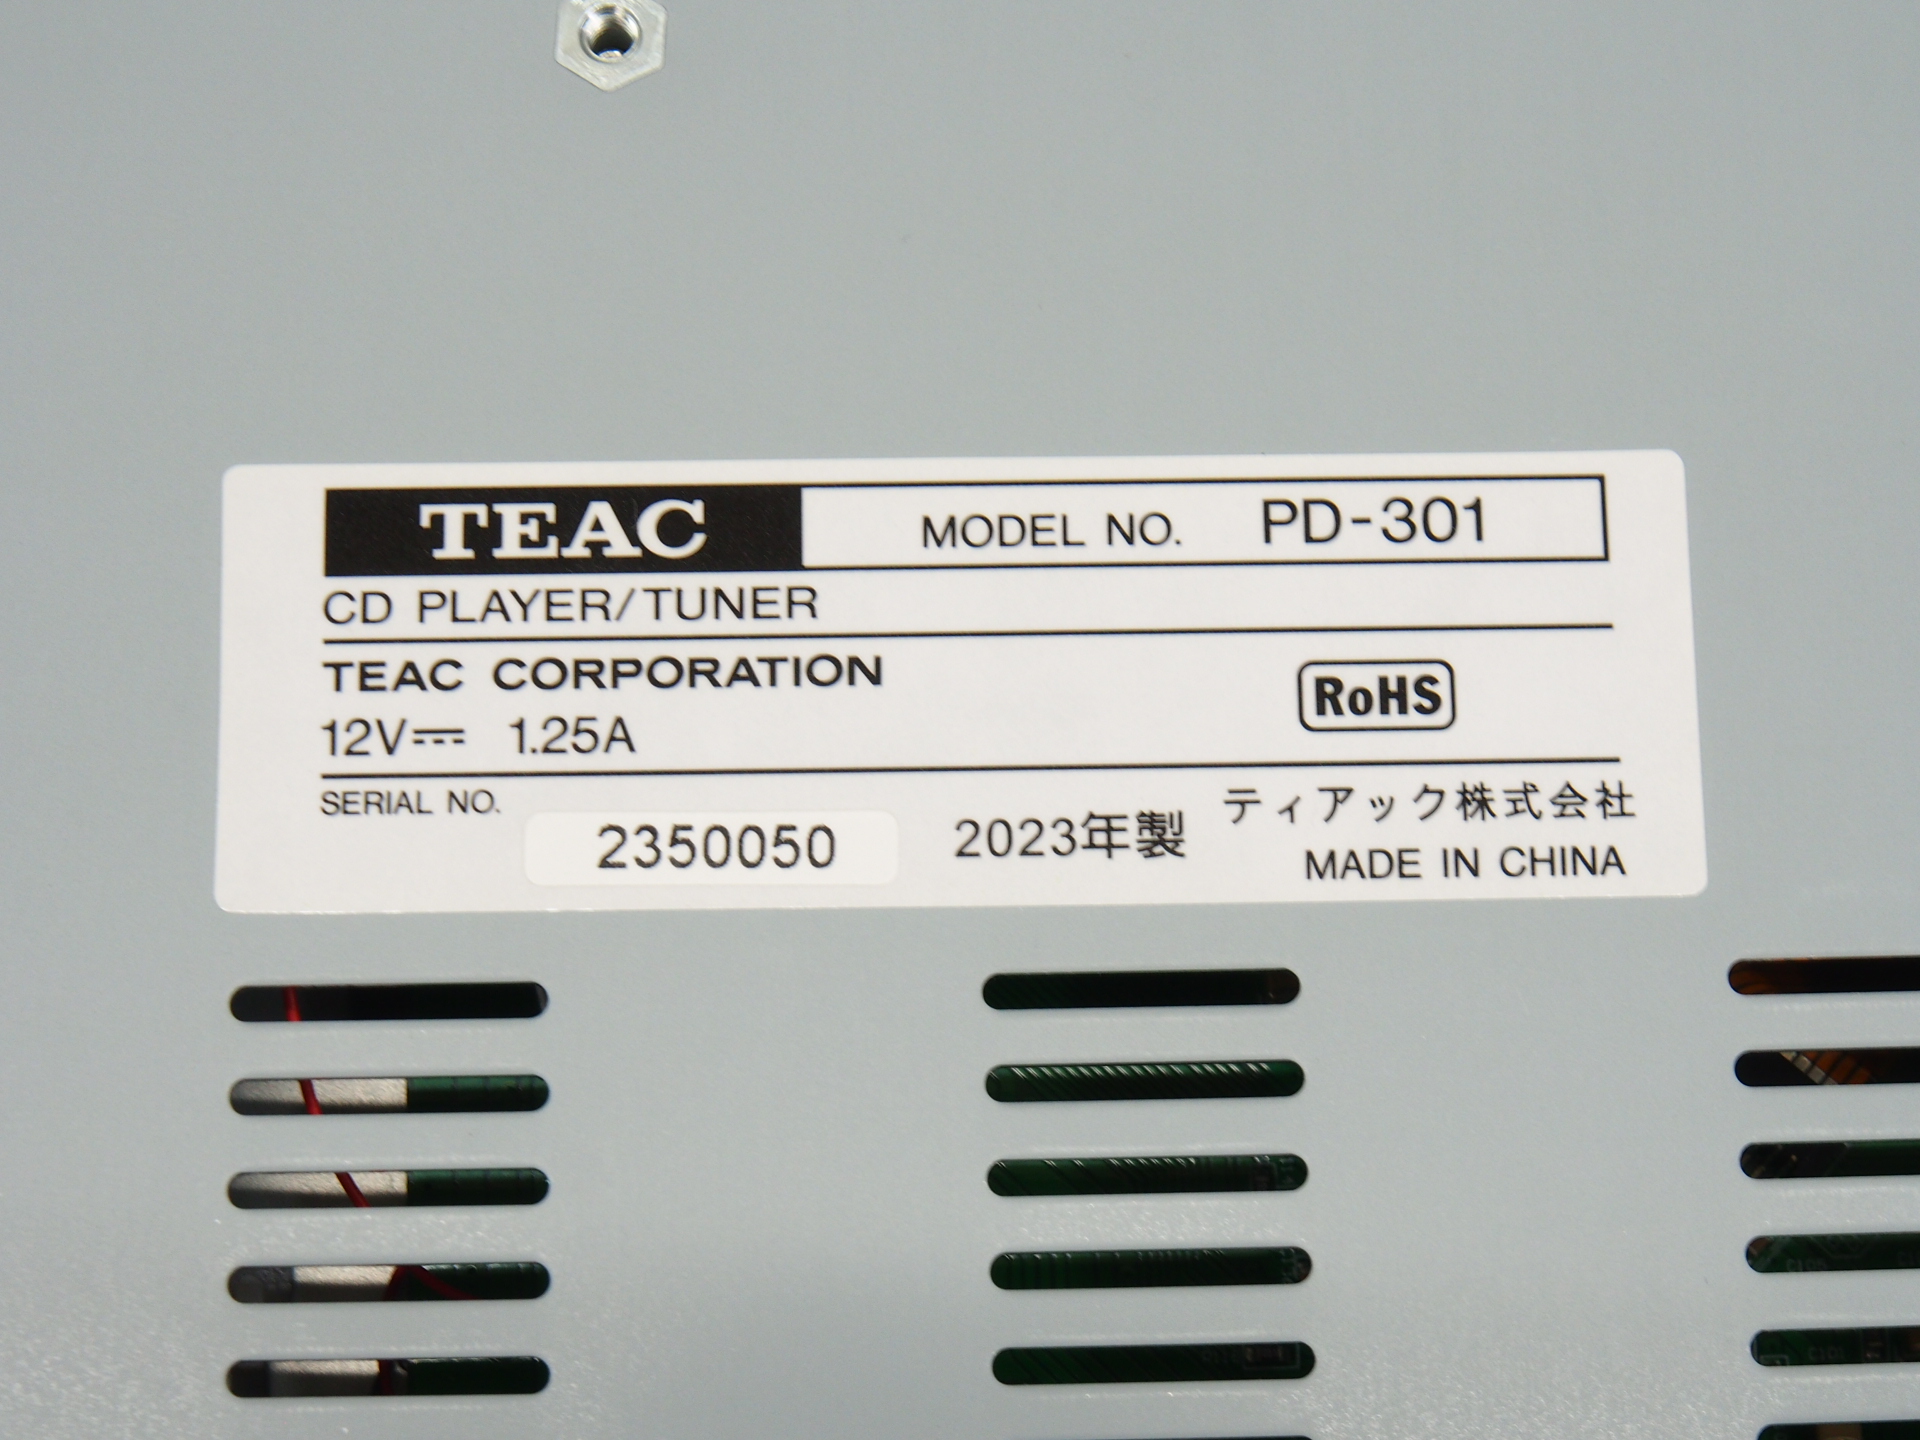 TEAC MODEL NO. PD-301
CD PLAYER/TUNER
TEAC CORPORATION
RoHS
12V⎓ 1.25A
SERIAL NO. 2350050
2023年製
ティアック株式会社
MADE IN CHINA